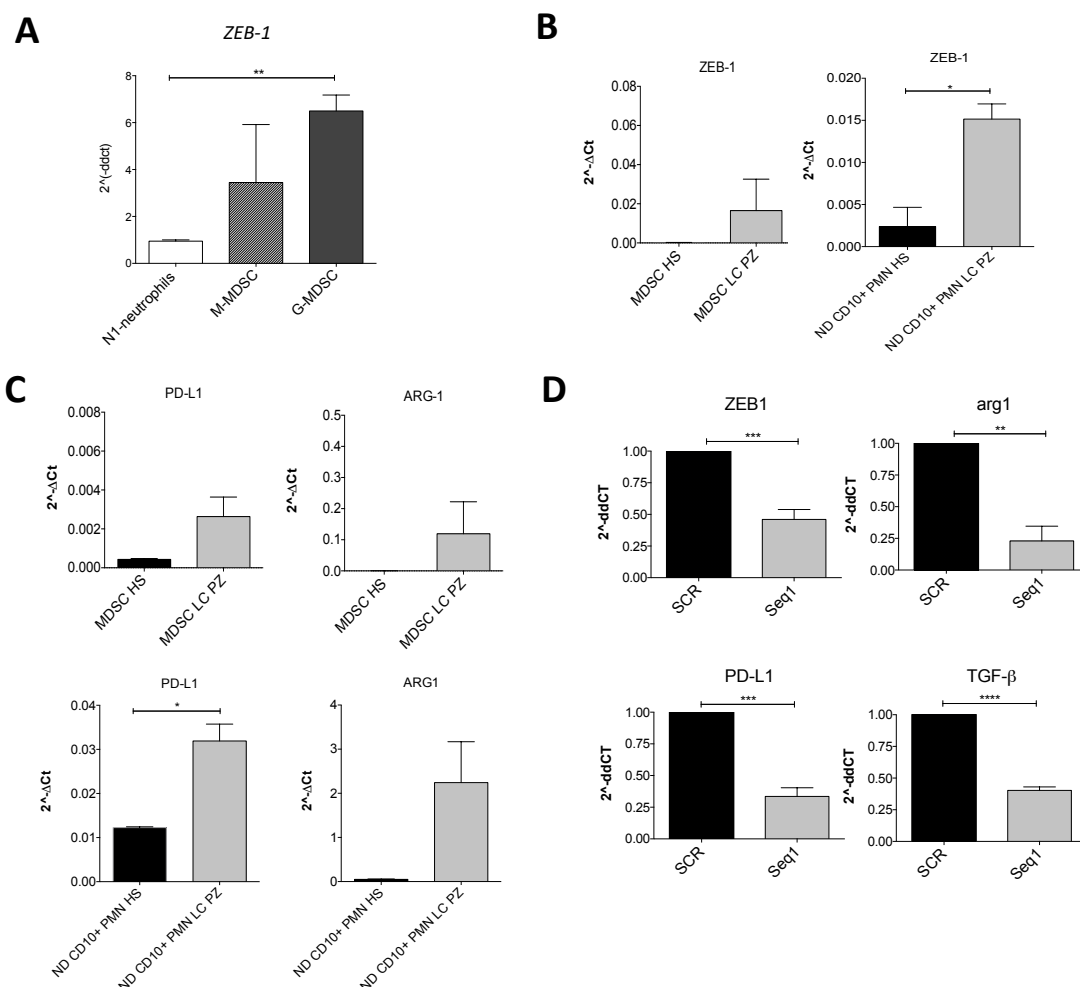 A
ZEB-1
**
8
6
4
2
0
2^(-ddct)
N1-neutrophils
M-MDSC
G-MDSC
B
ZEB-1
0.08
0.06
0.04
0.02
0.00
2^-ΔCt
MDSC HS
MDSC LC PZ
ZEB-1
*
0.020
0.015
0.010
0.005
0.000
2^-ΔCt
ND CD10+ PMN HS
ND CD10+ PMN LC PZ
C
PD-L1
0.008
0.006
0.004
0.002
0.000
2^-ΔCt
MDSC HS
MDSC LC PZ
ARG-1
0.5
0.4
0.3
0.2
0.1
0.0
2^-ΔCt
MDSC HS
MDSC LC PZ
PD-L1
*
0.04
0.03
0.02
0.01
0.00
2^-ΔCt
ND CD10+ PMN HS
ND CD10+ PMN LC PZ
ARG1
4
3
2
1
0
2^-ΔCt
ND CD10+ PMN HS
ND CD10+ PMN LC PZ
D
ZEB1
***
1.00
0.75
0.50
0.25
0.00
2^-ddCT
SCR
Seq1
arg1
**
1.00
0.75
0.50
0.25
0.00
2^-ddCT
SCR
Seq1
PD-L1
***
1.00
0.75
0.50
0.25
0.00
2^-ddCT
SCR
Seq1
TGF-β
****
1.00
0.75
0.50
0.25
0.00
2^-ddCT
SCR
Seq1